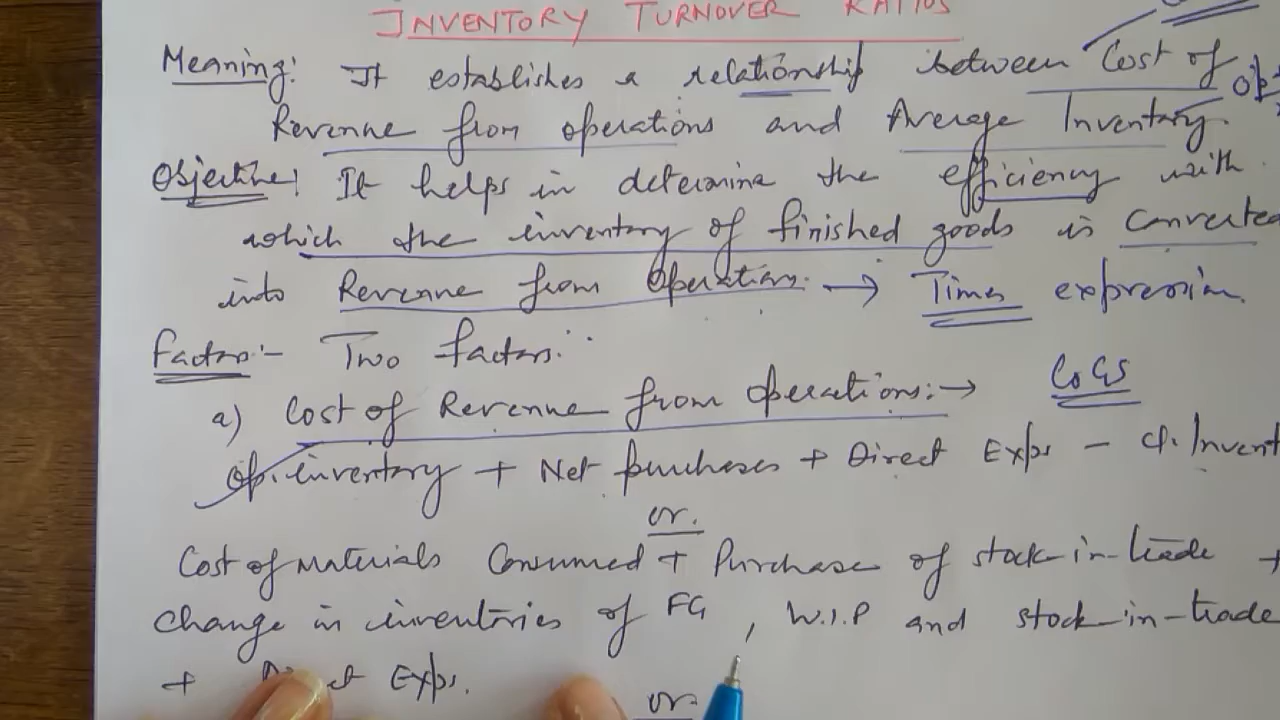 INVENTORY TURNOVER RATIOS
Meaning: It establishes a relationship between Cost of
Revenue from operations and Average Inventory.
Objective: It helps in determine the efficiency with
which the inventory of finished goods is Converted
into Revenue from Operations. → Times expression.
Factors:- Two factors:
a) Cost of Revenue from Operations: → COGS
Op. inventory + Net purchases + Direct Exps - Cl. Invent
or.
Cost of Materials Consumed + Purchase of stock-in-trade +
change in inventories of FG, W.I.P and stock-in-trade
+ Direct Exps.
or